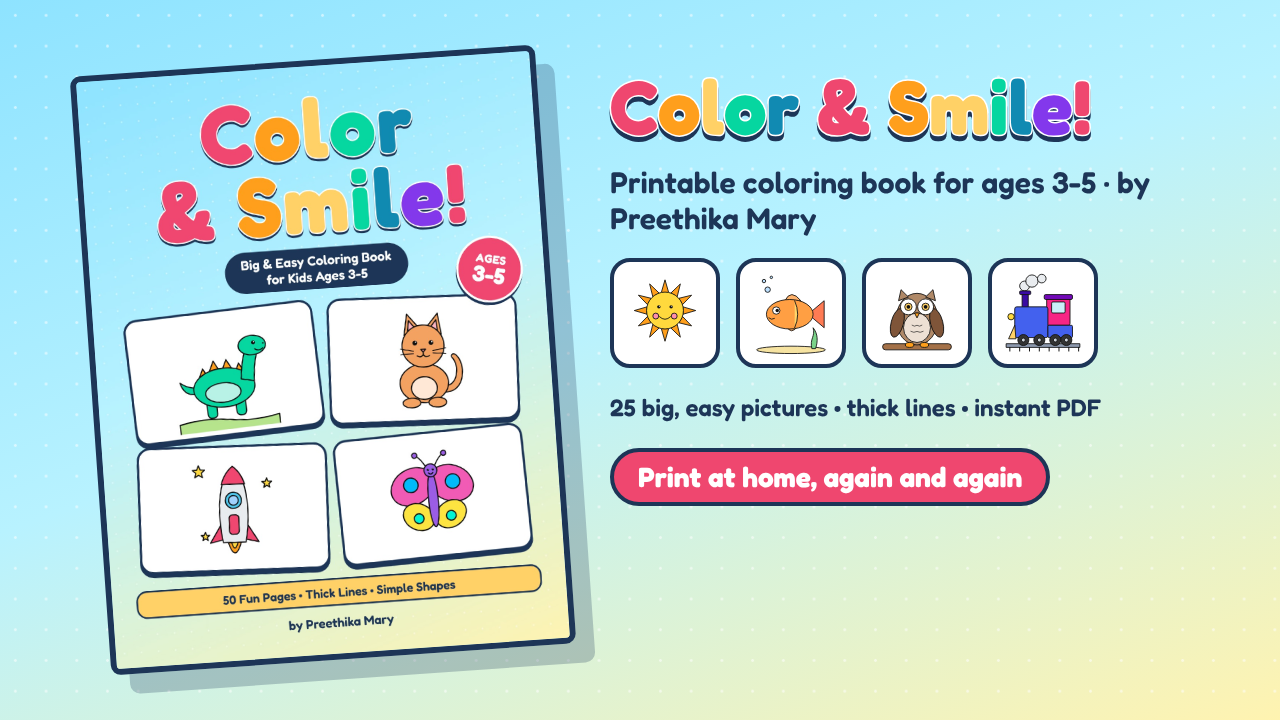 Color
& Smile!
Big & Easy Coloring Book
for Kids Ages 3-5
AGES
3-5
50 Fun Pages • Thick Lines • Simple Shapes
by Preethika Mary
Color & Smile!
Printable coloring book for ages 3-5 · by
Preethika Mary
25 big, easy pictures • thick lines • instant PDF
Print at home, again and again